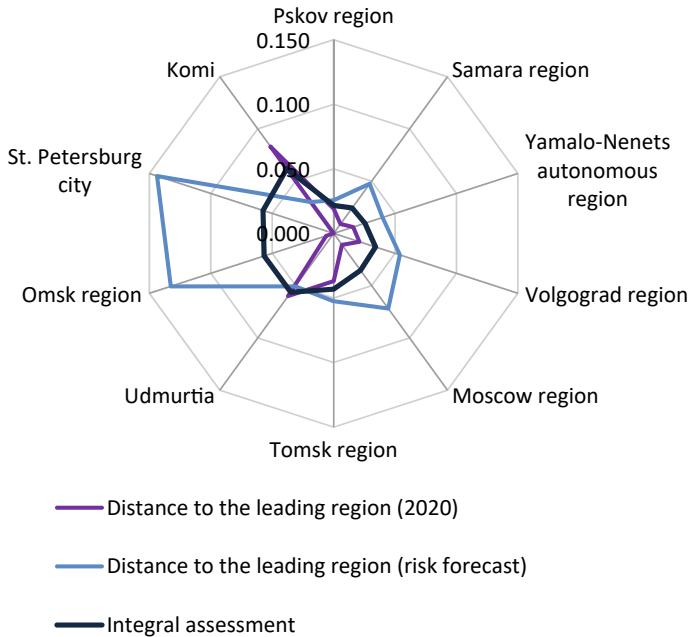 Pskov region
0.150
Komi
Samara region
0.100
St. Petersburg
city
Yamalo-Nenets
autonomous
region
0.050
0.000
Omsk region
Volgograd region
Udmurtia
Moscow region
Tomsk region
Distance to the leading region (2020)
Distance to the leading region (risk forecast)
Integral assessment